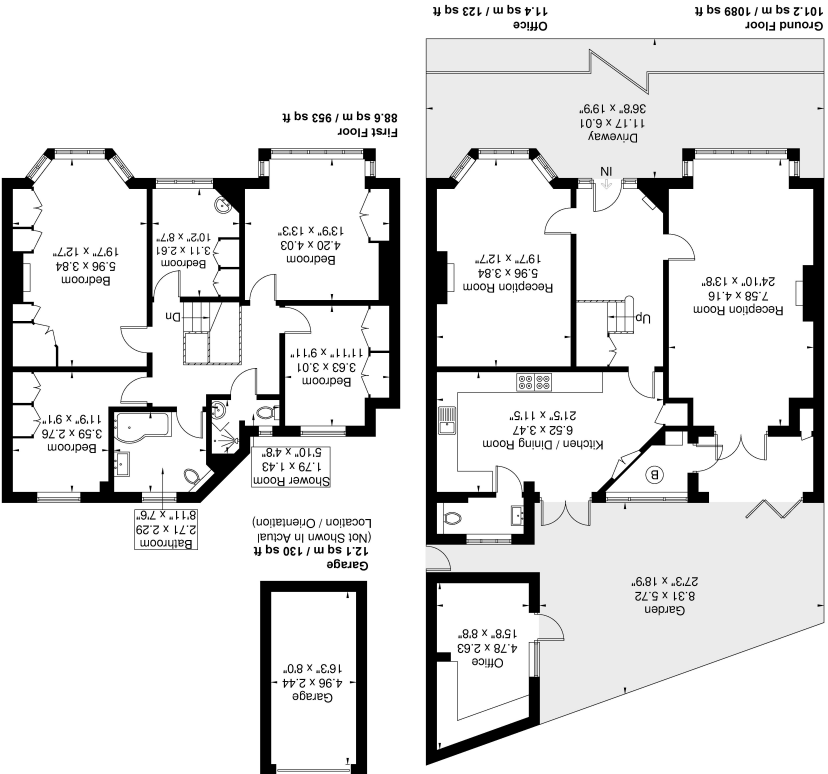 Garage
4.96 x 2.44
16'3" x 8'0"
Garage
12.1 sq m / 130 sq ft
(Not Shown In Actual
Location / Orientation)
Office
4.78 x 2.63
15'8" x 8'8"
Garden
8.31 x 5.72
27'3" x 18'9"
B
Kitchen / Dining Room
6.52 x 3.47
21'5" x 11'5"
Reception Room
7.58 x 4.16
24'10" x 13'8"
Up
Reception Room
5.96 x 3.84
19'7" x 12'7"
IN
Driveway
11.17 x 6.01
36'8" x 19'9"
Ground Floor
101.2 sq m / 1089 sq ft
Office
11.4 sq m / 123 sq ft
Bathroom
2.71 x 2.29
8'11" x 7'6"
Shower Room
1.79 x 1.43
5'10" x 4'8"
Bedroom
3.59 x 2.76
11'9" x 9'1"
Bedroom
3.63 x 3.01
11'11" x 9'11"
Dn
Bedroom
4.20 x 4.03
13'9" x 13'3"
Bedroom
3.11 x 2.61
10'2" x 8'7"
Bedroom
5.96 x 3.84
19'7" x 12'7"
First Floor
88.6 sq m / 953 sq ft